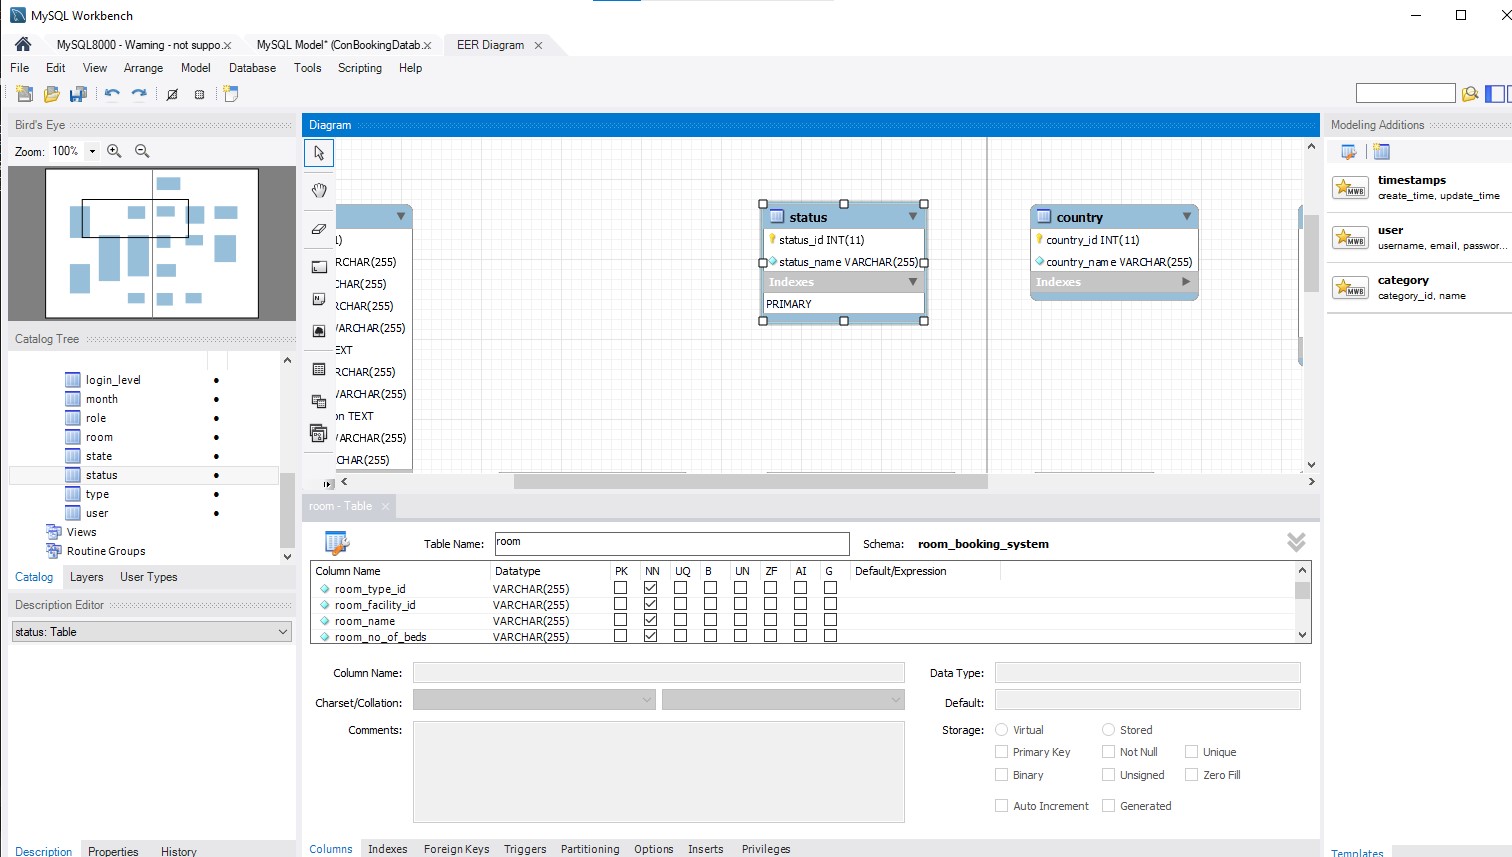 MySQL Workbench
MySQL8000 - Warning - not suppo.x
MySQL Model* (ConBookingDatab.x
EER Diagram
File Edit View Arrange Model Database Tools Scripting Help
Bird's Eye
Zoom: 100%
Catalog Tree
login_level
month
role
room
state
status
type
user
Views
Routine Groups
Catalog Layers User Types
Description Editor
status: Table
Description Properties History
Diagram
RCHAR(255)
CHAR(255)
RCHAR(255)
VARCHAR(255)
EXT
RCHAR(255)
VARCHAR(255)
on TEXT
VARCHAR(255)
CHAR(255)
status
status_id INT(11)
status_name VARCHAR(255)
Indexes
PRIMARY
country
country_id INT(11)
country_name VARCHAR(255)
Indexes
room - Table
Table Name: room
Schema: room_booking_system
Column Name Datatype PK NN UQ B UN ZF AI G Default/Expression
room_type_id VARCHAR(255)
room_facility_id VARCHAR(255)
room_name VARCHAR(255)
room_no_of_beds VARCHAR(255)
Column Name: Data Type:
Charset/Collation: Default:
Comments: Storage: Virtual Stored
Primary Key Not Null Unique
Binary Unsigned Zero Fill
Auto Increment Generated
Columns Indexes Foreign Keys Triggers Partitioning Options Inserts Privileges
Modeling Additions
MWB
timestamps
create_time, update_time
MWB
user
username, email, passwor...
MWB
category
category_id, name
Templates